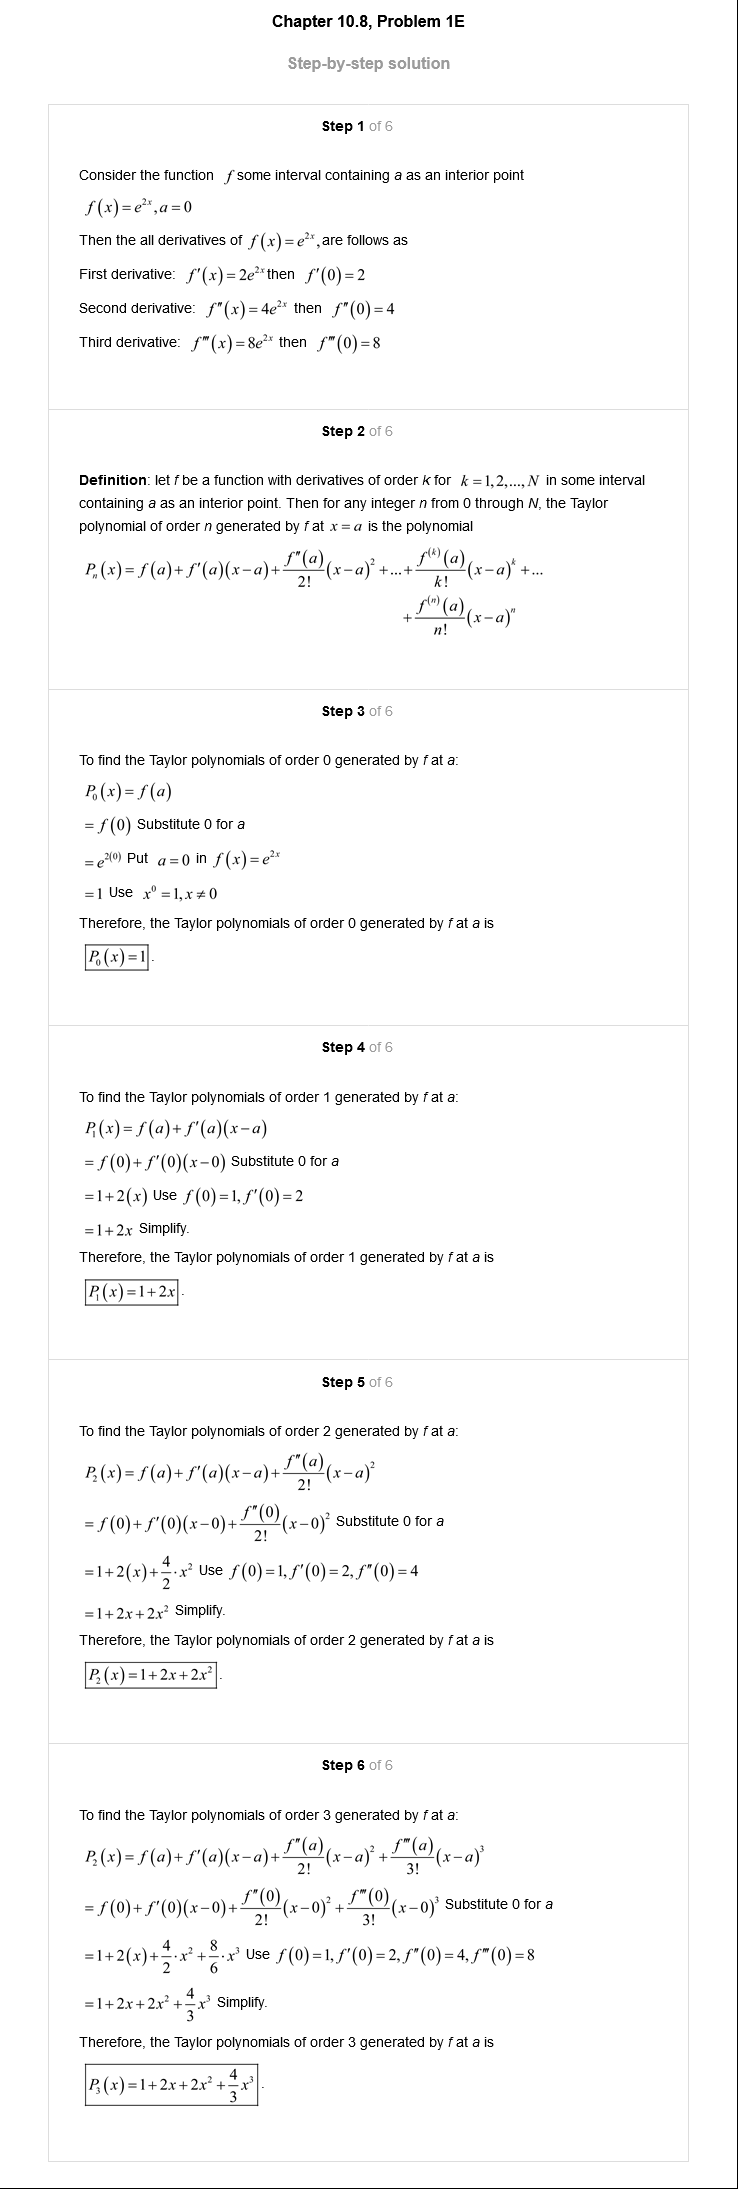 Chapter 10.8, Problem 1E
Step-by-step solution
Step 1 of 6
Consider the function f some interval containing a as an interior point
f(x) = e^{2x}, a = 0
Then the all derivatives of f(x) = e^{2x}, are follows as
First derivative: f′(x) = 2e^{2x} then f′(0) = 2
Second derivative: f″(x) = 4e^{2x} then f″(0) = 4
Third derivative: f‴(x) = 8e^{2x} then f‴(0) = 8
Step 2 of 6
Definition: let f be a function with derivatives of order k for k = 1, 2,..., N in some interval
containing a as an interior point. Then for any integer n from 0 through N, the Taylor
polynomial of order n generated by f at x = a is the polynomial
P_n(x) = f(a) + f′(a)(x−a) + \frac{f″(a)}{2!}(x−a)^2 + ... + \frac{f^{(k)}(a)}{k!}(x−a)^k + ...
+ \frac{f^{(n)}(a)}{n!}(x−a)^n
Step 3 of 6
To find the Taylor polynomials of order 0 generated by f at a:
P_0(x) = f(a)
= f(0) Substitute 0 for a
= e^{2(0)} Put a = 0 in f(x) = e^{2x}
= 1 Use x^0 = 1, x ≠ 0
Therefore, the Taylor polynomials of order 0 generated by f at a is
P_0(x) = 1.
Step 4 of 6
To find the Taylor polynomials of order 1 generated by f at a:
P_1(x) = f(a) + f′(a)(x−a)
= f(0) + f′(0)(x−0) Substitute 0 for a
= 1 + 2(x) Use f(0) = 1, f′(0) = 2
= 1 + 2x Simplify.
Therefore, the Taylor polynomials of order 1 generated by f at a is
P_1(x) = 1 + 2x.
Step 5 of 6
To find the Taylor polynomials of order 2 generated by f at a:
P_2(x) = f(a) + f′(a)(x−a) + \frac{f″(a)}{2!}(x−a)^2
= f(0) + f′(0)(x−0) + \frac{f″(0)}{2!}(x−0)^2 Substitute 0 for a
= 1 + 2(x) + \frac{4}{2}·x^2 Use f(0) = 1, f′(0) = 2, f″(0) = 4
= 1 + 2x + 2x^2 Simplify.
Therefore, the Taylor polynomials of order 2 generated by f at a is
P_2(x) = 1 + 2x + 2x^2.
Step 6 of 6
To find the Taylor polynomials of order 3 generated by f at a:
P_2(x) = f(a) + f′(a)(x−a) + \frac{f″(a)}{2!}(x−a)^2 + \frac{f‴(a)}{3!}(x−a)^3
= f(0) + f′(0)(x−0) + \frac{f″(0)}{2!}(x−0)^2 + \frac{f‴(0)}{3!}(x−0)^3 Substitute 0 for a
= 1 + 2(x) + \frac{4}{2}·x^2 + \frac{8}{6}·x^3 Use f(0) = 1, f′(0) = 2, f″(0) = 4, f‴(0) = 8
= 1 + 2x + 2x^2 + \frac{4}{3}x^3 Simplify.
Therefore, the Taylor polynomials of order 3 generated by f at a is
P_3(x) = 1 + 2x + 2x^2 + \frac{4}{3}x^3.